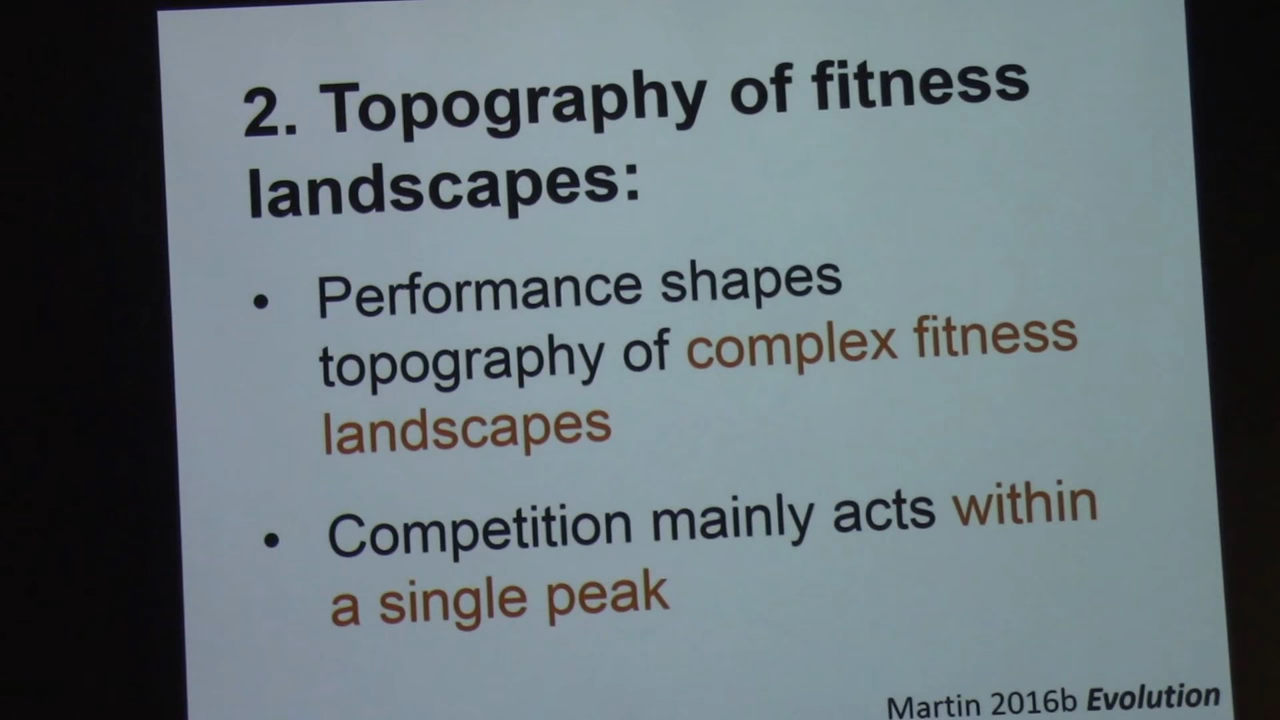 2. Topography of fitness
landscapes:
• Performance shapes
topography of complex fitness
landscapes
• Competition mainly acts within
a single peak
Martin 2016b Evolution